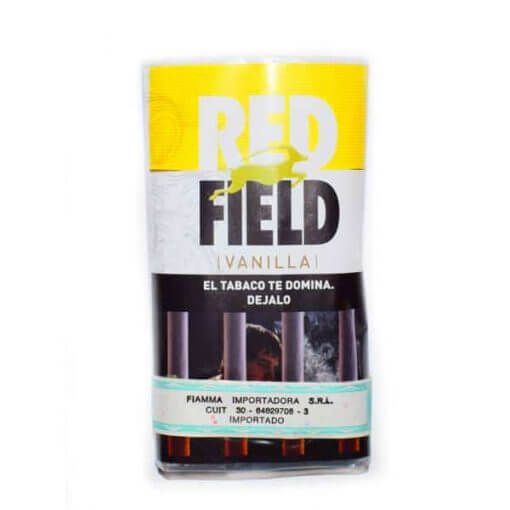 RED
FIELD
[VANILLA]
EL TABACO TE DOMINA.
DEJALO
FIAMMA IMPORTADORA S.R.L.
CUIT 30 - 64629708 - 3
IMPORTADO